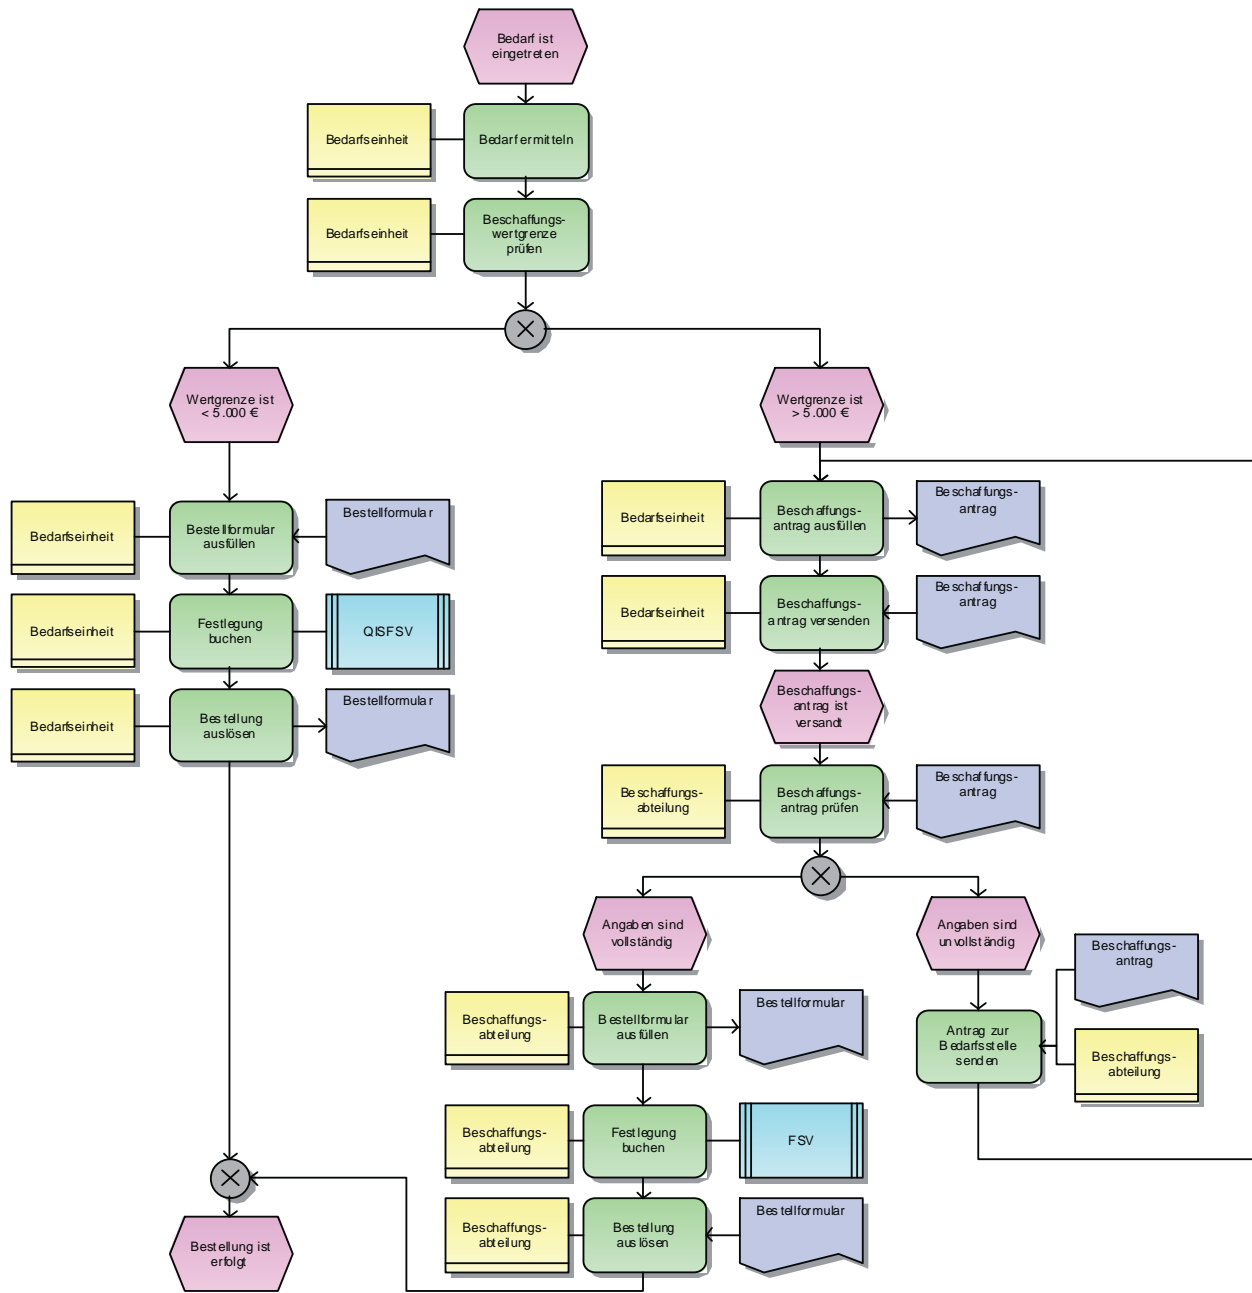 Bedarf ist
eingetreten
Bedarfseinheit
Bedarf ermitteln
Bedarfseinheit
Beschaffungs-
wertgrenze
prüfen
Wertgrenze ist
< 5.000 €
Wertgrenze ist
> 5.000 €
Bedarfseinheit
Bestellformular
ausfüllen
Bestellformular
Bedarfseinheit
Beschaffungs-
antrag ausfüllen
Beschaffungs-
antrag
Bedarfseinheit
Festlegung
buchen
QISFSV
Bedarfseinheit
Beschaffungs-
antrag versenden
Beschaffungs-
antrag
Bedarfseinheit
Bestellung
auslösen
Bestellformular
Beschaffungs-
antrag ist
versandt
Beschaffungs-
abteilung
Beschaffungs-
antrag prüfen
Beschaffungs-
antrag
Angaben sind
vollständig
Angaben sind
unvollständig
Beschaffungs-
antrag
Beschaffungs-
abteilung
Bestellformular
ausfüllen
Bestellformular
Antrag zur
Bedarfsstelle
senden
Beschaffungs-
abteilung
Beschaffungs-
abteilung
Festlegung
buchen
FSV
Beschaffungs-
abteilung
Bestellung
auslösen
Bestellformular
Bestellung ist
erfolgt